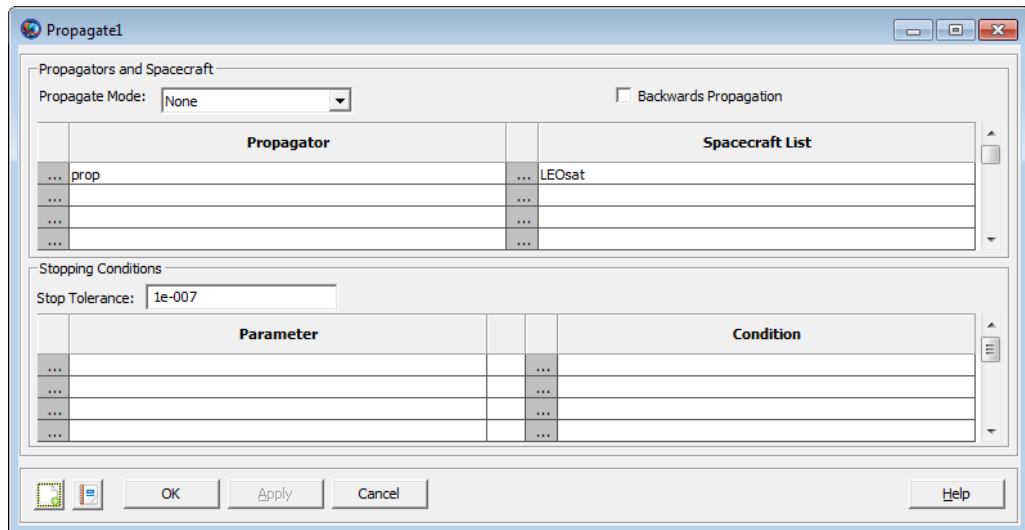 Propagate1
Propagators and Spacecraft
Propagate Mode: None Backwards Propagation
Propagator Spacecraft List
... prop ... LEOsat
... ...
... ...
... ...
Stopping Conditions
Stop Tolerance: 1e-007
Parameter Condition
... ...
... ...
... ...
... ...
OK Apply Cancel Help